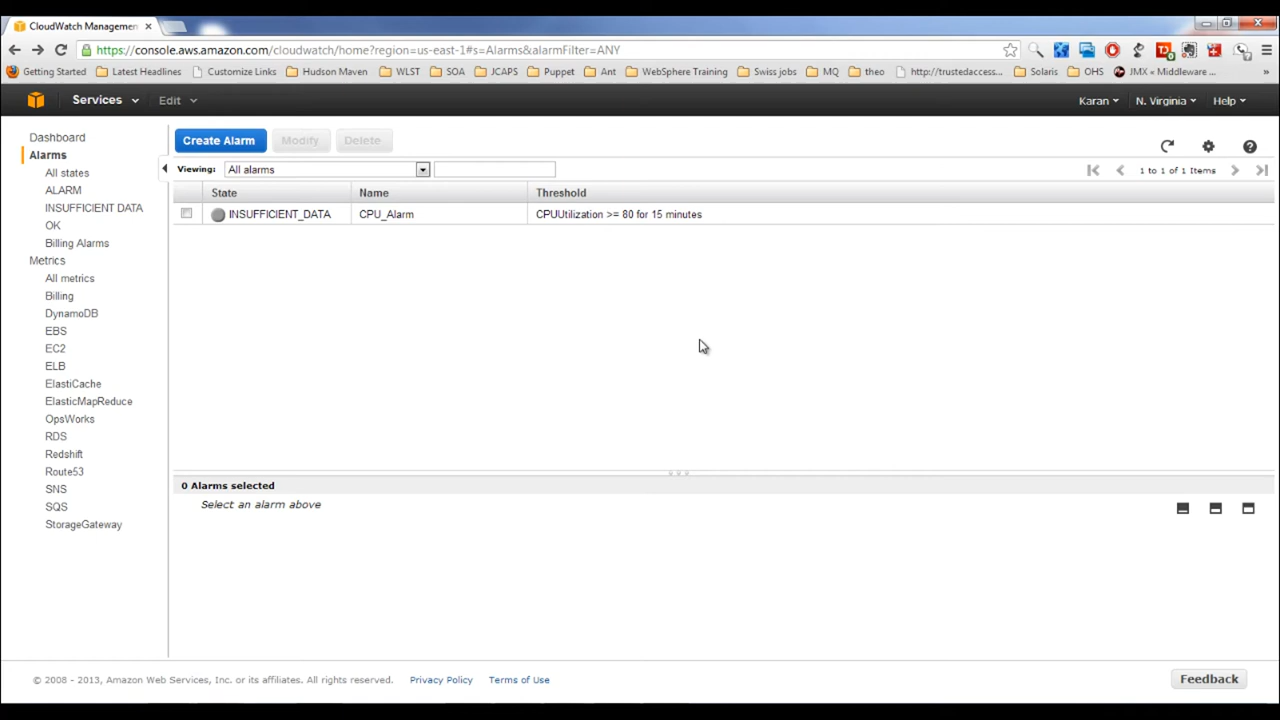 CloudWatch Managemen
https://console.aws.amazon.com/cloudwatch/home?region=us-east-1#s=Alarms&alarmFilter=ANY
Getting Started Latest Headlines Customize Links Hudson Maven WLST SOA JCAPS Puppet Ant WebSphere Training Swiss jobs MQ theo http://trustedaccess... Solaris OHS JMX « Middleware ... »
Services Edit Karan N. Virginia Help
Dashboard
Alarms
All states
ALARM
INSUFFICIENT DATA
OK
Billing Alarms
Metrics
All metrics
Billing
DynamoDB
EBS
EC2
ELB
ElastiCache
ElasticMapReduce
OpsWorks
RDS
Redshift
Route53
SNS
SQS
StorageGateway
Create Alarm Modify Delete
Viewing: All alarms 1 to 1 of 1 Items
State Name Threshold
INSUFFICIENT_DATA CPU_Alarm CPUUtilization >= 80 for 15 minutes
0 Alarms selected
Select an alarm above
© 2008 - 2013, Amazon Web Services, Inc. or its affiliates. All rights reserved. Privacy Policy Terms of Use Feedback